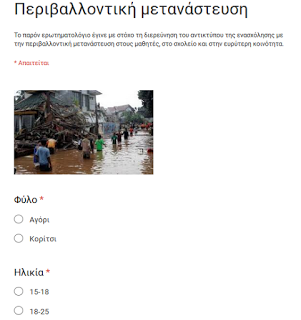 Περιβαλλοντική μετανάστευση
Το παρόν ερωτηματολόγιο έγινε με στόχο τη διερεύνηση του αντικτύπου της ενασχόλησης με
την περιβαλλοντική μετανάστευση στους μαθητές, στο σχολείο και στην ευρύτερη κοινότητα.
* Απαιτείται
Φύλο *
Αγόρι
Κορίτσι
Ηλικία *
15-18
18-25